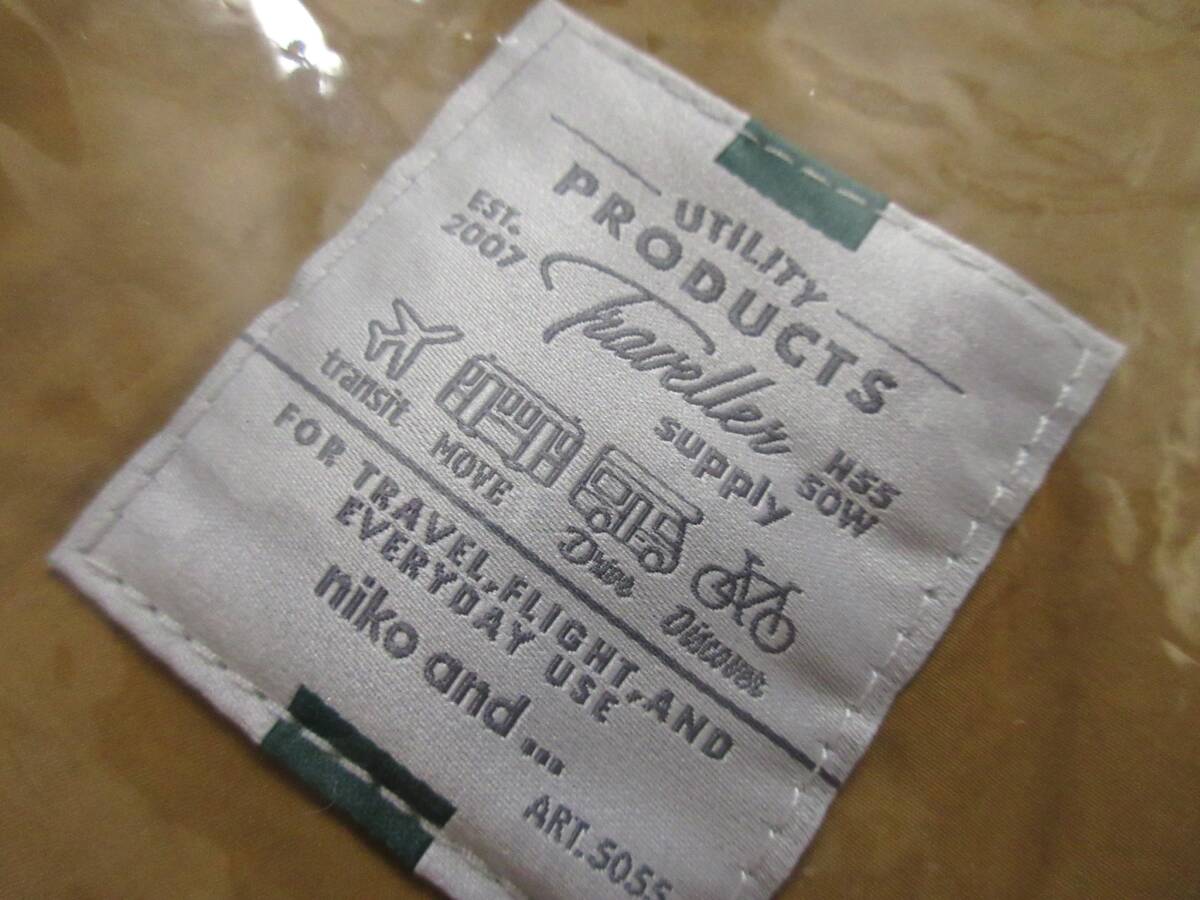 UTILITY
PRODUCTS
EST.
2007
Traveller
supply
H55
50W
transit
MOVE
Drive
Discover
FOR TRAVEL, FLIGHT, AND
EVERYDAY USE
niko and...
ART. 5055